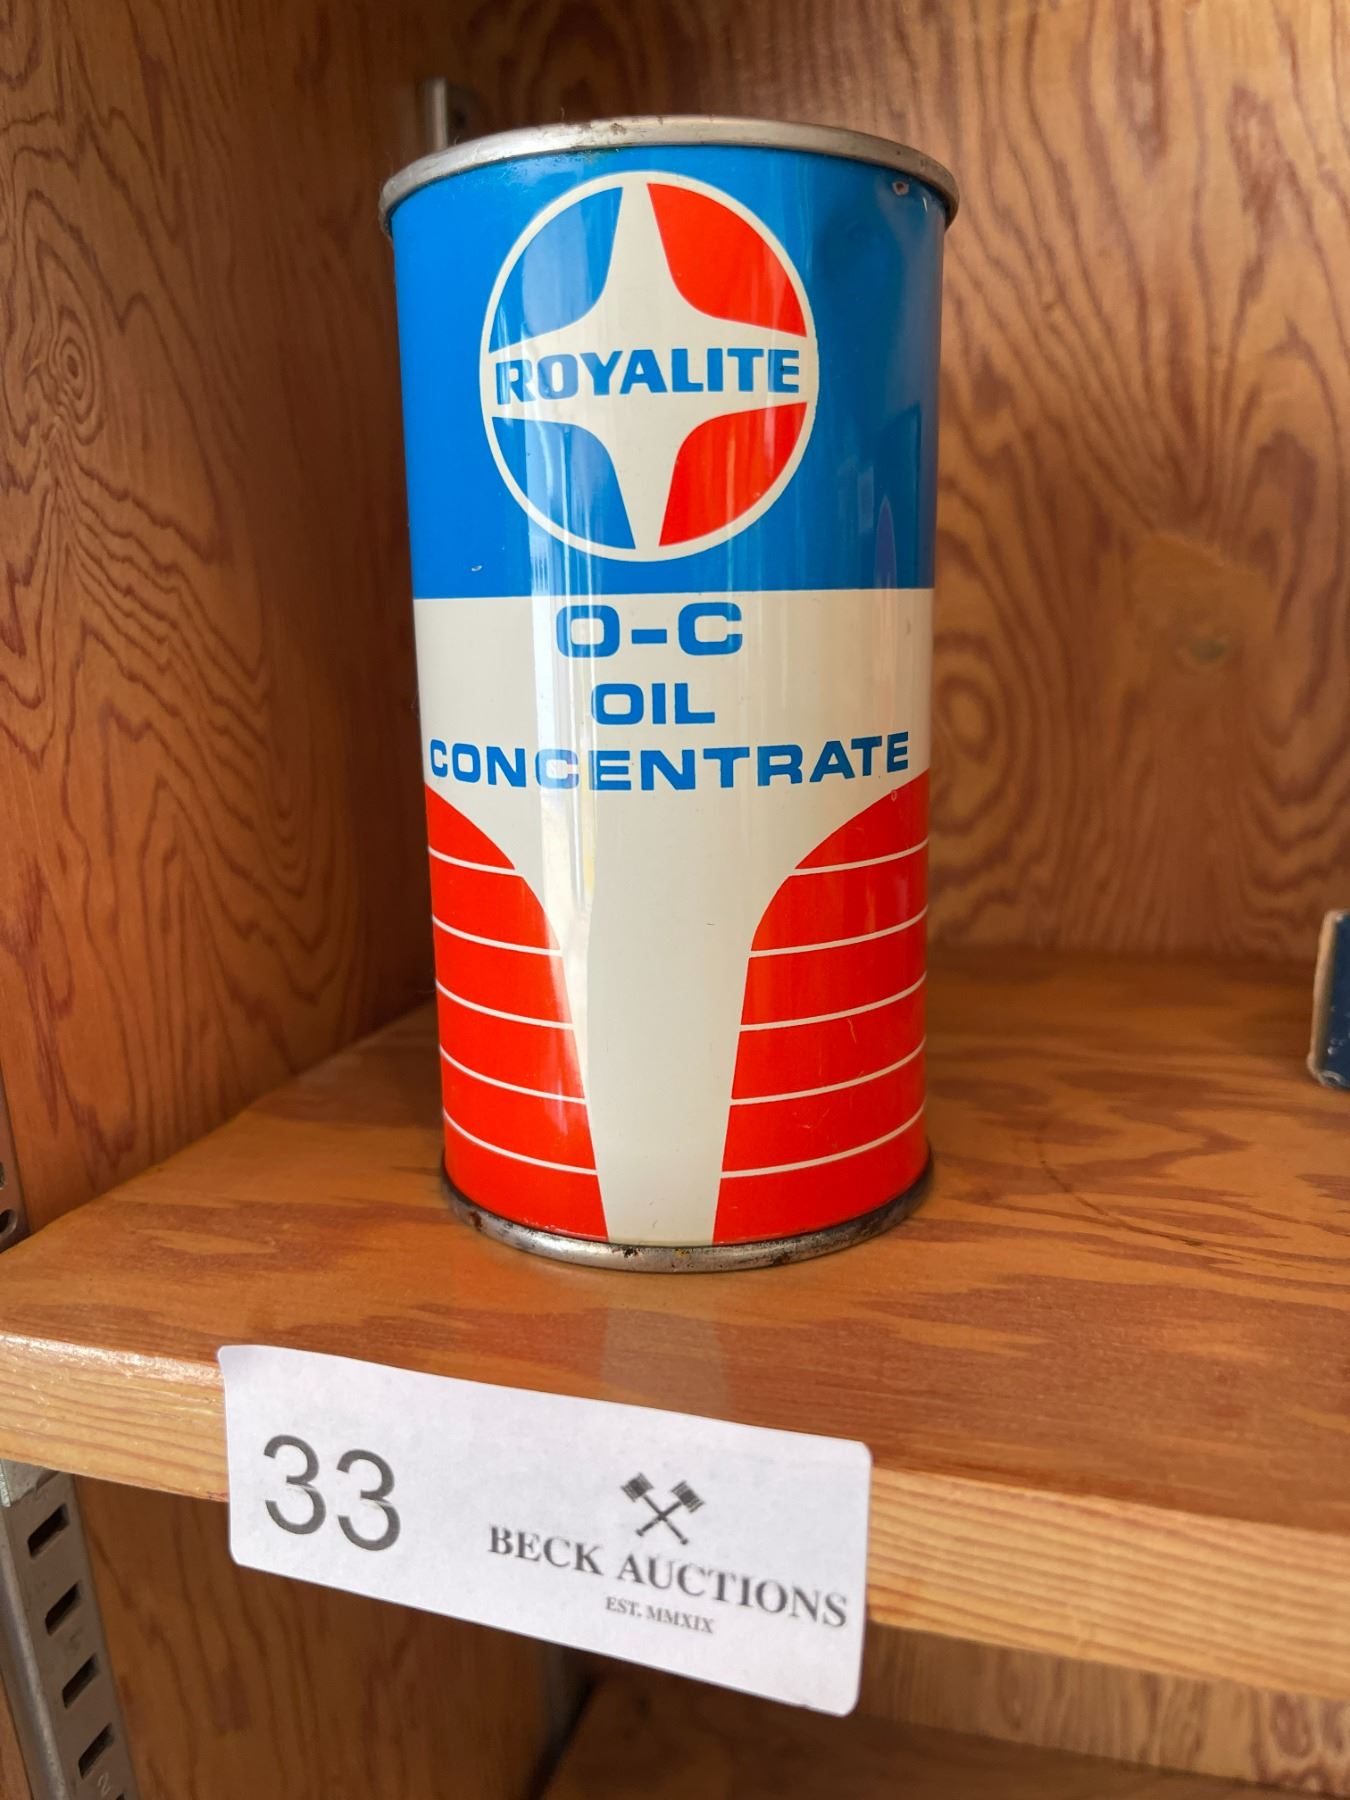 ROYALITE
O-C
OIL
CONCENTRATE
33
BECK AUCTIONS
EST. MMXIX